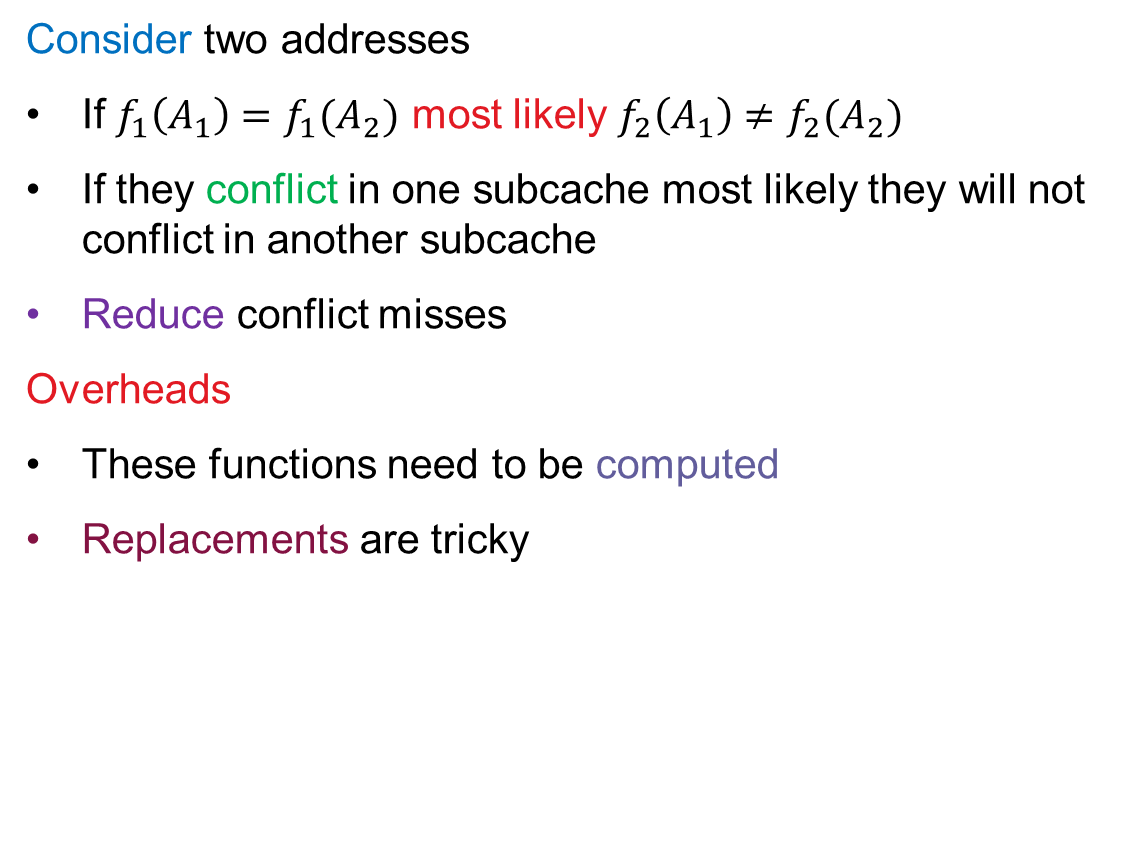 Consider two addresses
• If 𝑓₁(𝐴₁) = 𝑓₁(𝐴₂) most likely 𝑓₂(𝐴₁) ≠ 𝑓₂(𝐴₂)
• If they conflict in one subcache most likely they will not
conflict in another subcache
• Reduce conflict misses
Overheads
• These functions need to be computed
• Replacements are tricky